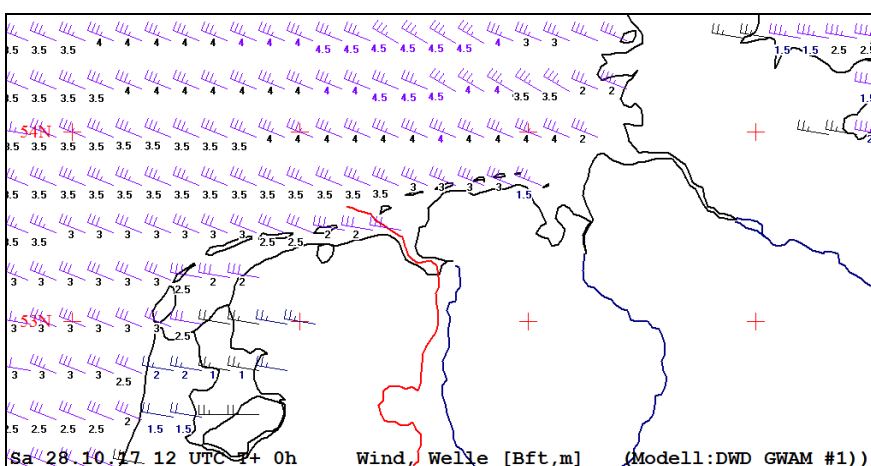 3.5 3.5 3.5 4 4 4 4 4 4 4 4 4.5 4.5 4.5 4.5 4.5 4 3 3 1.5 1.5 2.5 2.5
3.5 3.5 3.5 3.5 4 4 4 4 4 4 4 4 4.5 4.5 4.5 4 4 3.5 3.5 2 2 1.5
54N
3.5 3.5 3.5 3.5 3.5 3.5 3.5 3.5 3.5 4 4 4 4 4 4 4 4 4 4 4 2 2
3.5 3.5 3.5 3.5 3.5 3.5 3.5 3.5 3.5 3.5 3.5 3.5 3.5 3.5 3 3 3 3 1.5
3.5 3.5 3 3 3 3 3 3 3 2.5 2.5 2 2
3 3 3 3 3 3 2.5 2 2
53N
3 3 3 3 3 3 2.5
3 3 3 3 2.5 2 2 1 1
2.5 2.5 2.5 2.5 2 1.5 1.5
Sa 28.10.17 12 UTC T+ 0h Wind, Welle [Bft,m] (Modell:DWD GWAM #1))